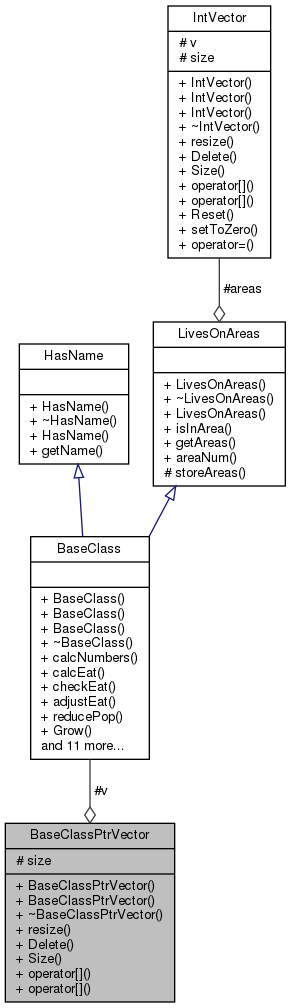 IntVector
# v
# size
+ IntVector()
+ IntVector()
+ IntVector()
+ ~IntVector()
+ resize()
+ Delete()
+ Size()
+ operator[]()
+ operator[]()
+ Reset()
+ setToZero()
+ operator=()
#areas
HasName
+ HasName()
+ ~HasName()
+ HasName()
+ getName()
LivesOnAreas
+ LivesOnAreas()
+ ~LivesOnAreas()
+ LivesOnAreas()
+ isInArea()
+ getAreas()
+ areaNum()
# storeAreas()
BaseClass
+ BaseClass()
+ BaseClass()
+ BaseClass()
+ ~BaseClass()
+ calcNumbers()
+ calcEat()
+ checkEat()
+ adjustEat()
+ reducePop()
+ Grow()
and 11 more...
#v
BaseClassPtrVector
# size
+ BaseClassPtrVector()
+ BaseClassPtrVector()
+ ~BaseClassPtrVector()
+ resize()
+ Delete()
+ Size()
+ operator[]()
+ operator[]()